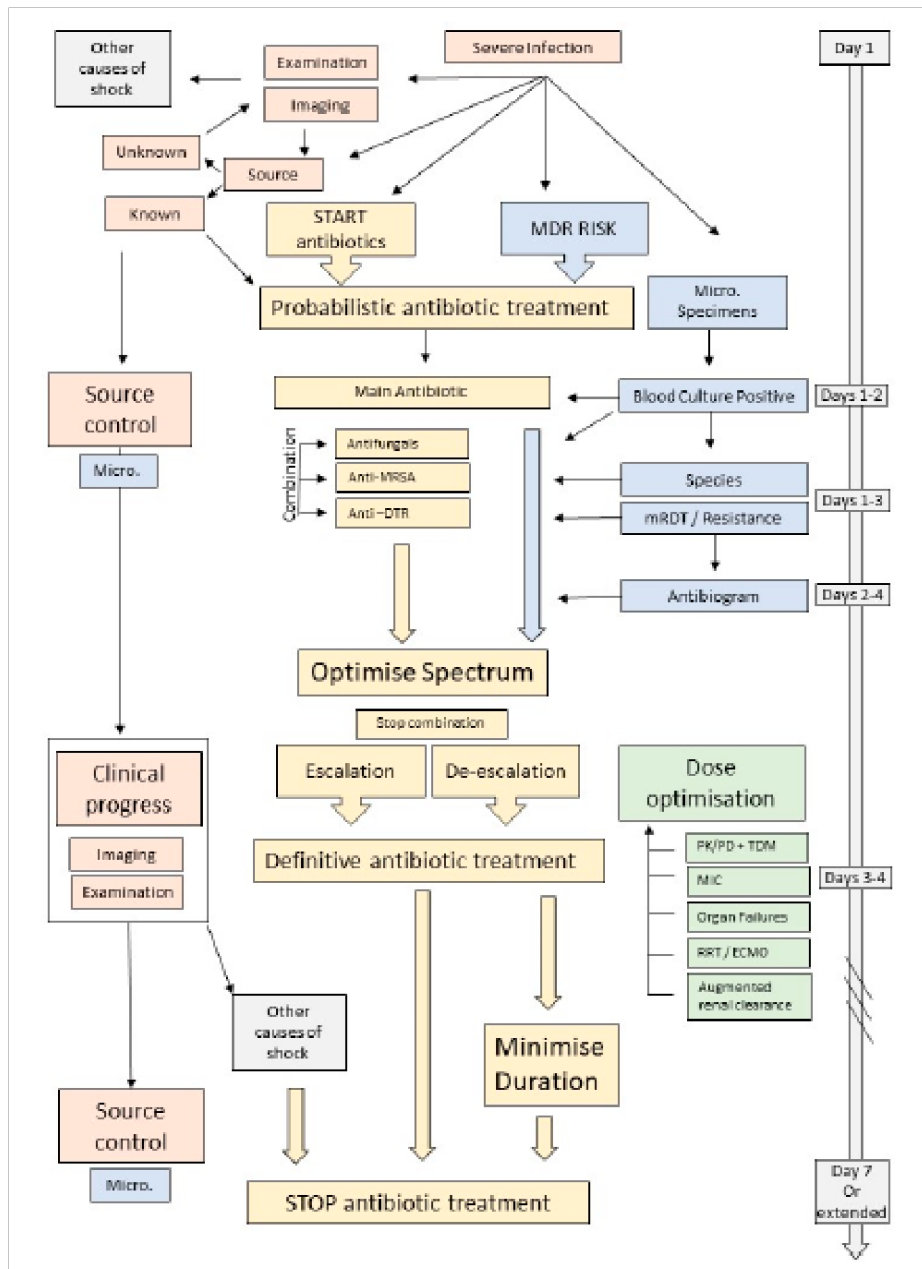 Other
causes of
shock
Examination
Imaging
Severe Infection
Day 1
Unknown
Source
Known
START
antibiotics
MDR RISK
Probabilistic antibiotic treatment
Micro.
Specimens
Source
control
Micro.
Main Antibiotic
Blood Culture Positive
Days 1-2
Combination
Antifungals
Anti-MRSA
Anti-DTR
Species
mRDT / Resistance
Days 1-3
Antibiogram
Days 2-4
Optimise Spectrum
Stop combination
Escalation
De-escalation
Clinical
progress
Imaging
Examination
Dose
optimisation
Definitive antibiotic treatment
PK/PD + TDM
MIC
Organ Failures
RRT / ECMO
Augmented
renal clearance
Days 3-4
Other
causes of
shock
Minimise
Duration
Source
control
Micro.
STOP antibiotic treatment
Day 7
Or
extended